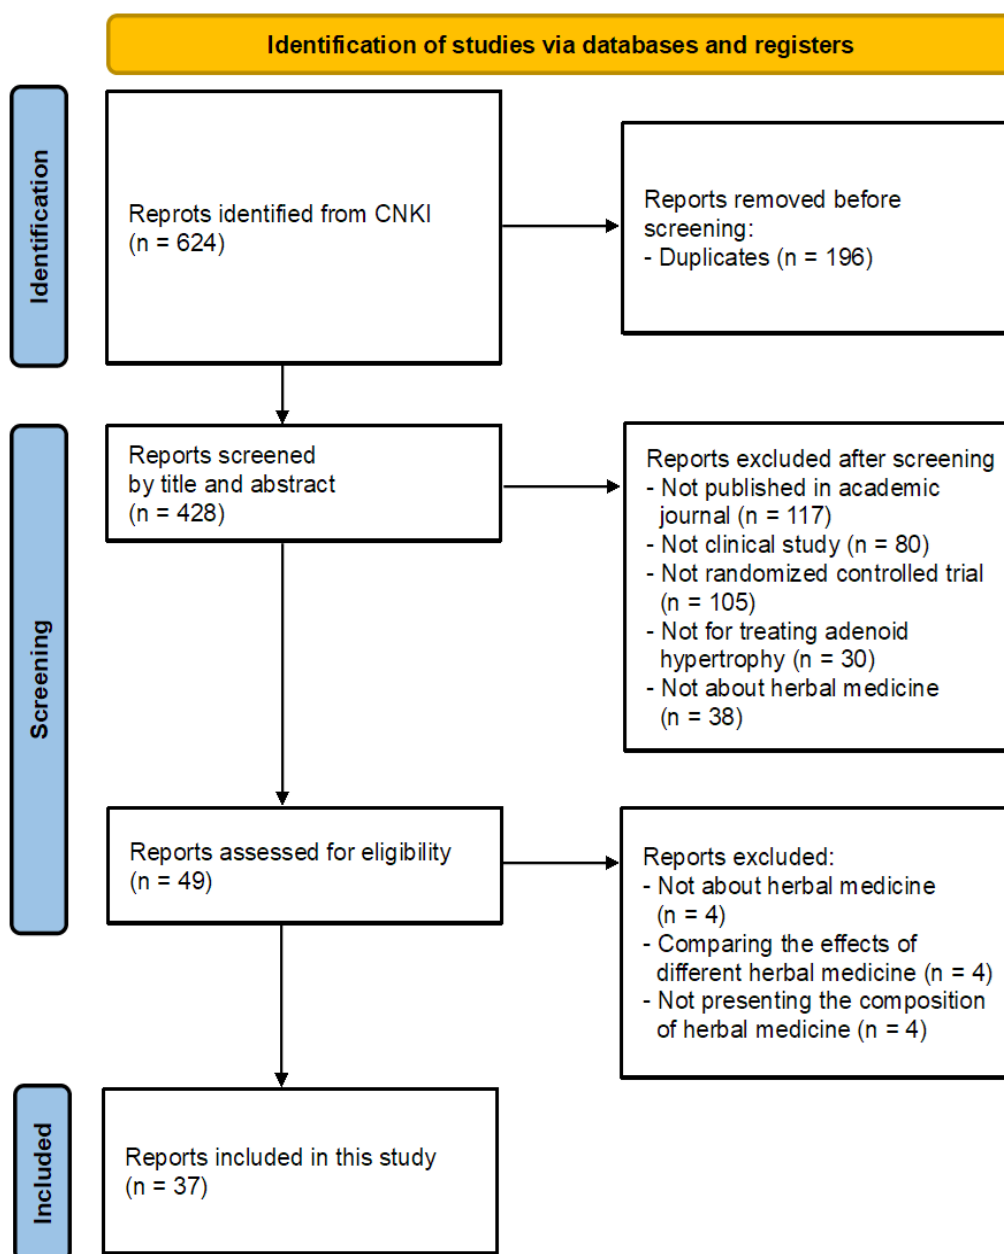 Identification of studies via databases and registers
Identification
Reprots identified from CNKI
(n = 624)
Reports removed before
screening:
- Duplicates (n = 196)
Screening
Reports screened
by title and abstract
(n = 428)
Reports excluded after screening
- Not published in academic
journal (n = 117)
- Not clinical study (n = 80)
- Not randomized controlled trial
(n = 105)
- Not for treating adenoid
hypertrophy (n = 30)
- Not about herbal medicine
(n = 38)
Reports assessed for eligibility
(n = 49)
Reports excluded:
- Not about herbal medicine
(n = 4)
- Comparing the effects of
different herbal medicine (n = 4)
- Not presenting the composition
of herbal medicine (n = 4)
Included
Reports included in this study
(n = 37)